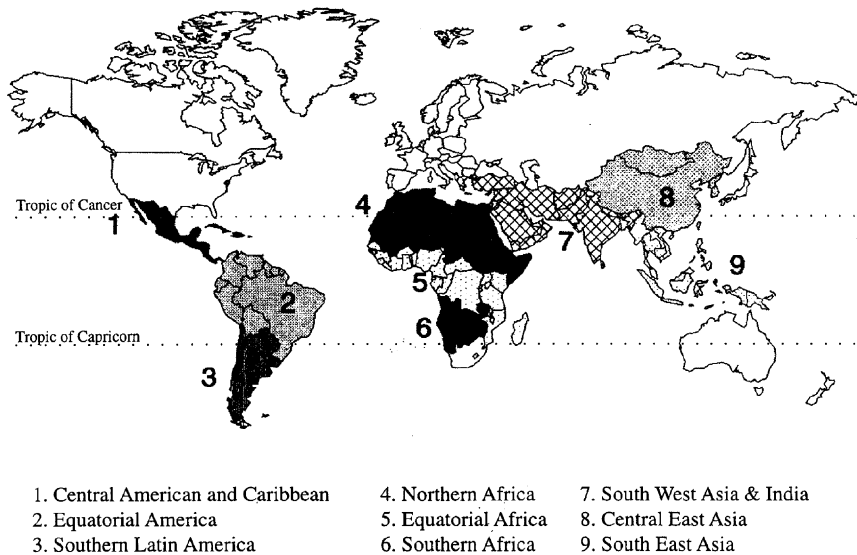 Tropic of Cancer
1
4
8
7
9
5
2
6
Tropic of Capricorn
3
1. Central American and Caribbean
2. Equatorial America
3. Southern Latin America
4. Northern Africa
5. Equatorial Africa
6. Southern Africa
7. South West Asia & India
8. Central East Asia
9. South East Asia